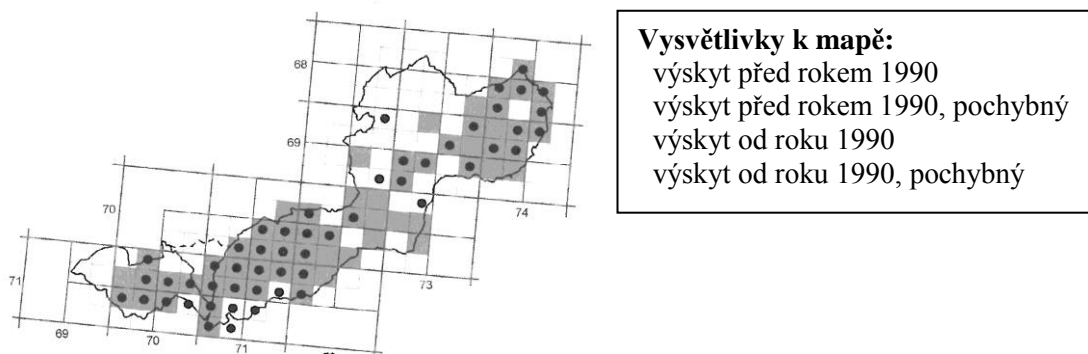 68
69
74
70
73
71
69
70
71
Vysvětlivky k mapě:
výskyt před rokem 1990
výskyt před rokem 1990, pochybný
výskyt od roku 1990
výskyt od roku 1990, pochybný